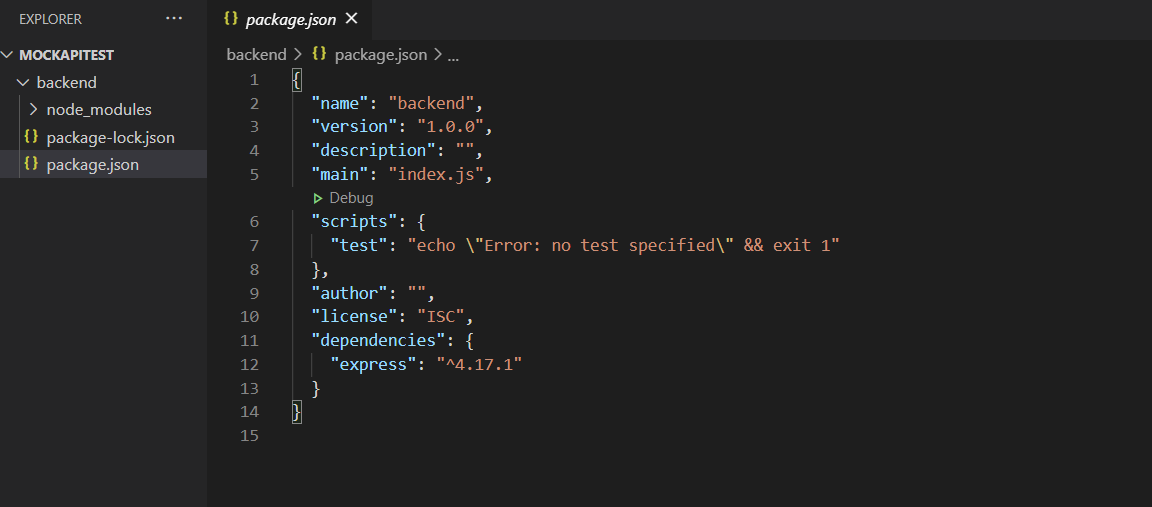 EXPLORER ...
MOCKAPITEST
backend
node_modules
{} package-lock.json
{} package.json
{} package.json ×
backend > {} package.json > ...
1 {
2 "name": "backend",
3 "version": "1.0.0",
4 "description": "",
5 "main": "index.js",
Debug
6 "scripts": {
7 "test": "echo \"Error: no test specified\" && exit 1"
8 },
9 "author": "",
10 "license": "ISC",
11 "dependencies": {
12 "express": "^4.17.1"
13 }
14 }
15